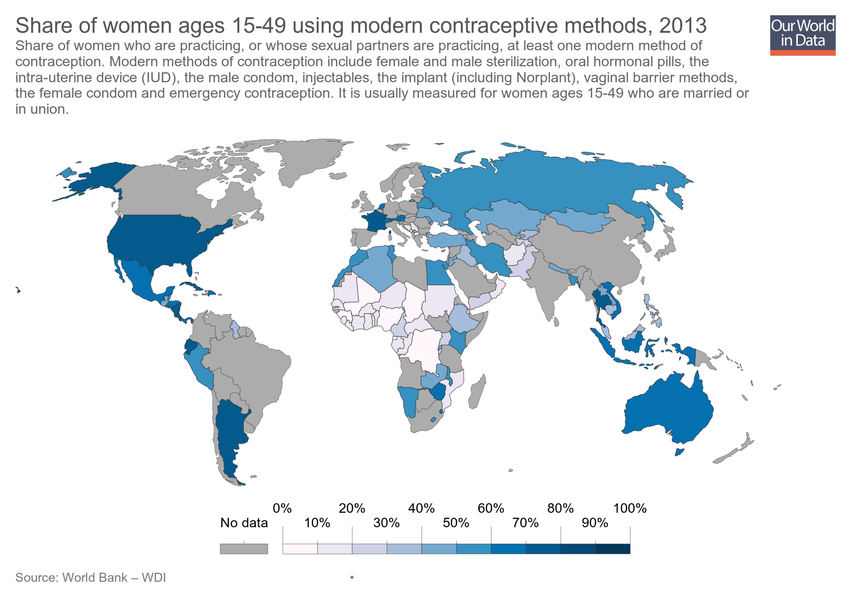 Share of women ages 15-49 using modern contraceptive methods, 2013
Our World
in Data
Share of women who are practicing, or whose sexual partners are practicing, at least one modern method of
contraception. Modern methods of contraception include female and male sterilization, oral hormonal pills, the
intra-uterine device (IUD), the male condom, injectables, the implant (including Norplant), vaginal barrier methods,
the female condom and emergency contraception. It is usually measured for women ages 15-49 who are married or
in union.
0% 20% 40% 60% 80% 100%
No data 10% 30% 50% 70% 90%
Source: World Bank – WDI